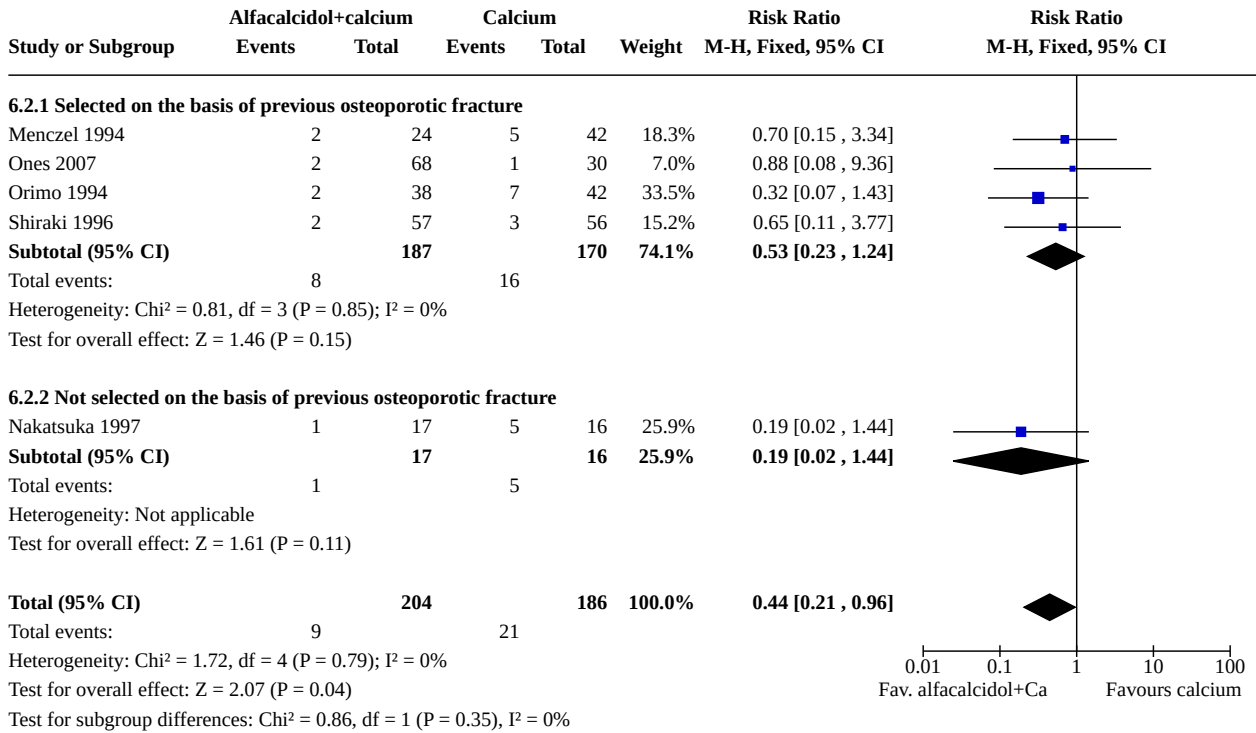 Alfacalcidol+calcium Calcium Risk Ratio Risk Ratio
Study or Subgroup Events Total Events Total Weight M-H, Fixed, 95% CI M-H, Fixed, 95% CI
6.2.1 Selected on the basis of previous osteoporotic fracture
Menczel 1994 2 24 5 42 18.3% 0.70 [0.15 , 3.34]
Ones 2007 2 68 1 30 7.0% 0.88 [0.08 , 9.36]
Orimo 1994 2 38 7 42 33.5% 0.32 [0.07 , 1.43]
Shiraki 1996 2 57 3 56 15.2% 0.65 [0.11 , 3.77]
Subtotal (95% CI) 187 170 74.1% 0.53 [0.23 , 1.24]
Total events: 8 16
Heterogeneity: Chi² = 0.81, df = 3 (P = 0.85); I² = 0%
Test for overall effect: Z = 1.46 (P = 0.15)
6.2.2 Not selected on the basis of previous osteoporotic fracture
Nakatsuka 1997 1 17 5 16 25.9% 0.19 [0.02 , 1.44]
Subtotal (95% CI) 17 16 25.9% 0.19 [0.02 , 1.44]
Total events: 1 5
Heterogeneity: Not applicable
Test for overall effect: Z = 1.61 (P = 0.11)
Total (95% CI) 204 186 100.0% 0.44 [0.21 , 0.96]
Total events: 9 21
Heterogeneity: Chi² = 1.72, df = 4 (P = 0.79); I² = 0%
0.01 0.1 1 10 100
Test for overall effect: Z = 2.07 (P = 0.04)
Fav. alfacalcidol+Ca Favours calcium
Test for subgroup differences: Chi² = 0.86, df = 1 (P = 0.35), I² = 0%